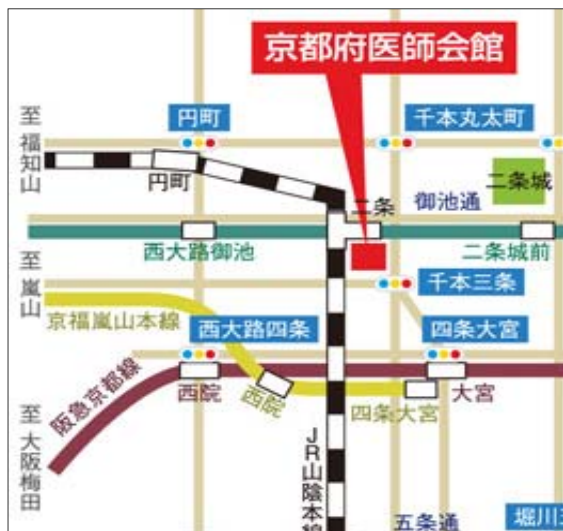 京都府医師会館
至福知山
円町
千本丸太町
円町
二条城
二条
御池通
西大路御池
二条城前
至嵐山
千本三条
京福嵐山本線
西大路四条
四条大宮
阪急京都線
西院
西院
四条大宮
大宮
至大阪梅田
JR山陰本線
五条通
堀川五